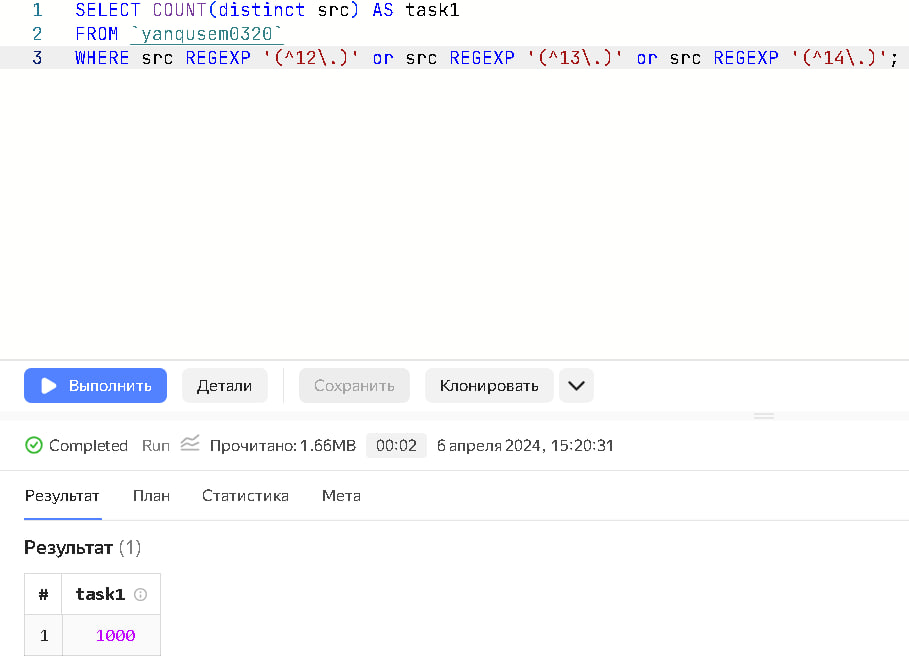 1 SELECT COUNT(distinct src) AS task1
2 FROM `yanqusem0320`
3 WHERE src REGEXP '(^12\.)' or src REGEXP '(^13\.)' or src REGEXP '(^14\.)';
Выполнить Детали Сохранить Клонировать
Completed Run Прочитано: 1.66MB 00:02 6 апреля 2024, 15:20:31
Результат План Статистика Мета
Результат (1)
# task1
1 1000